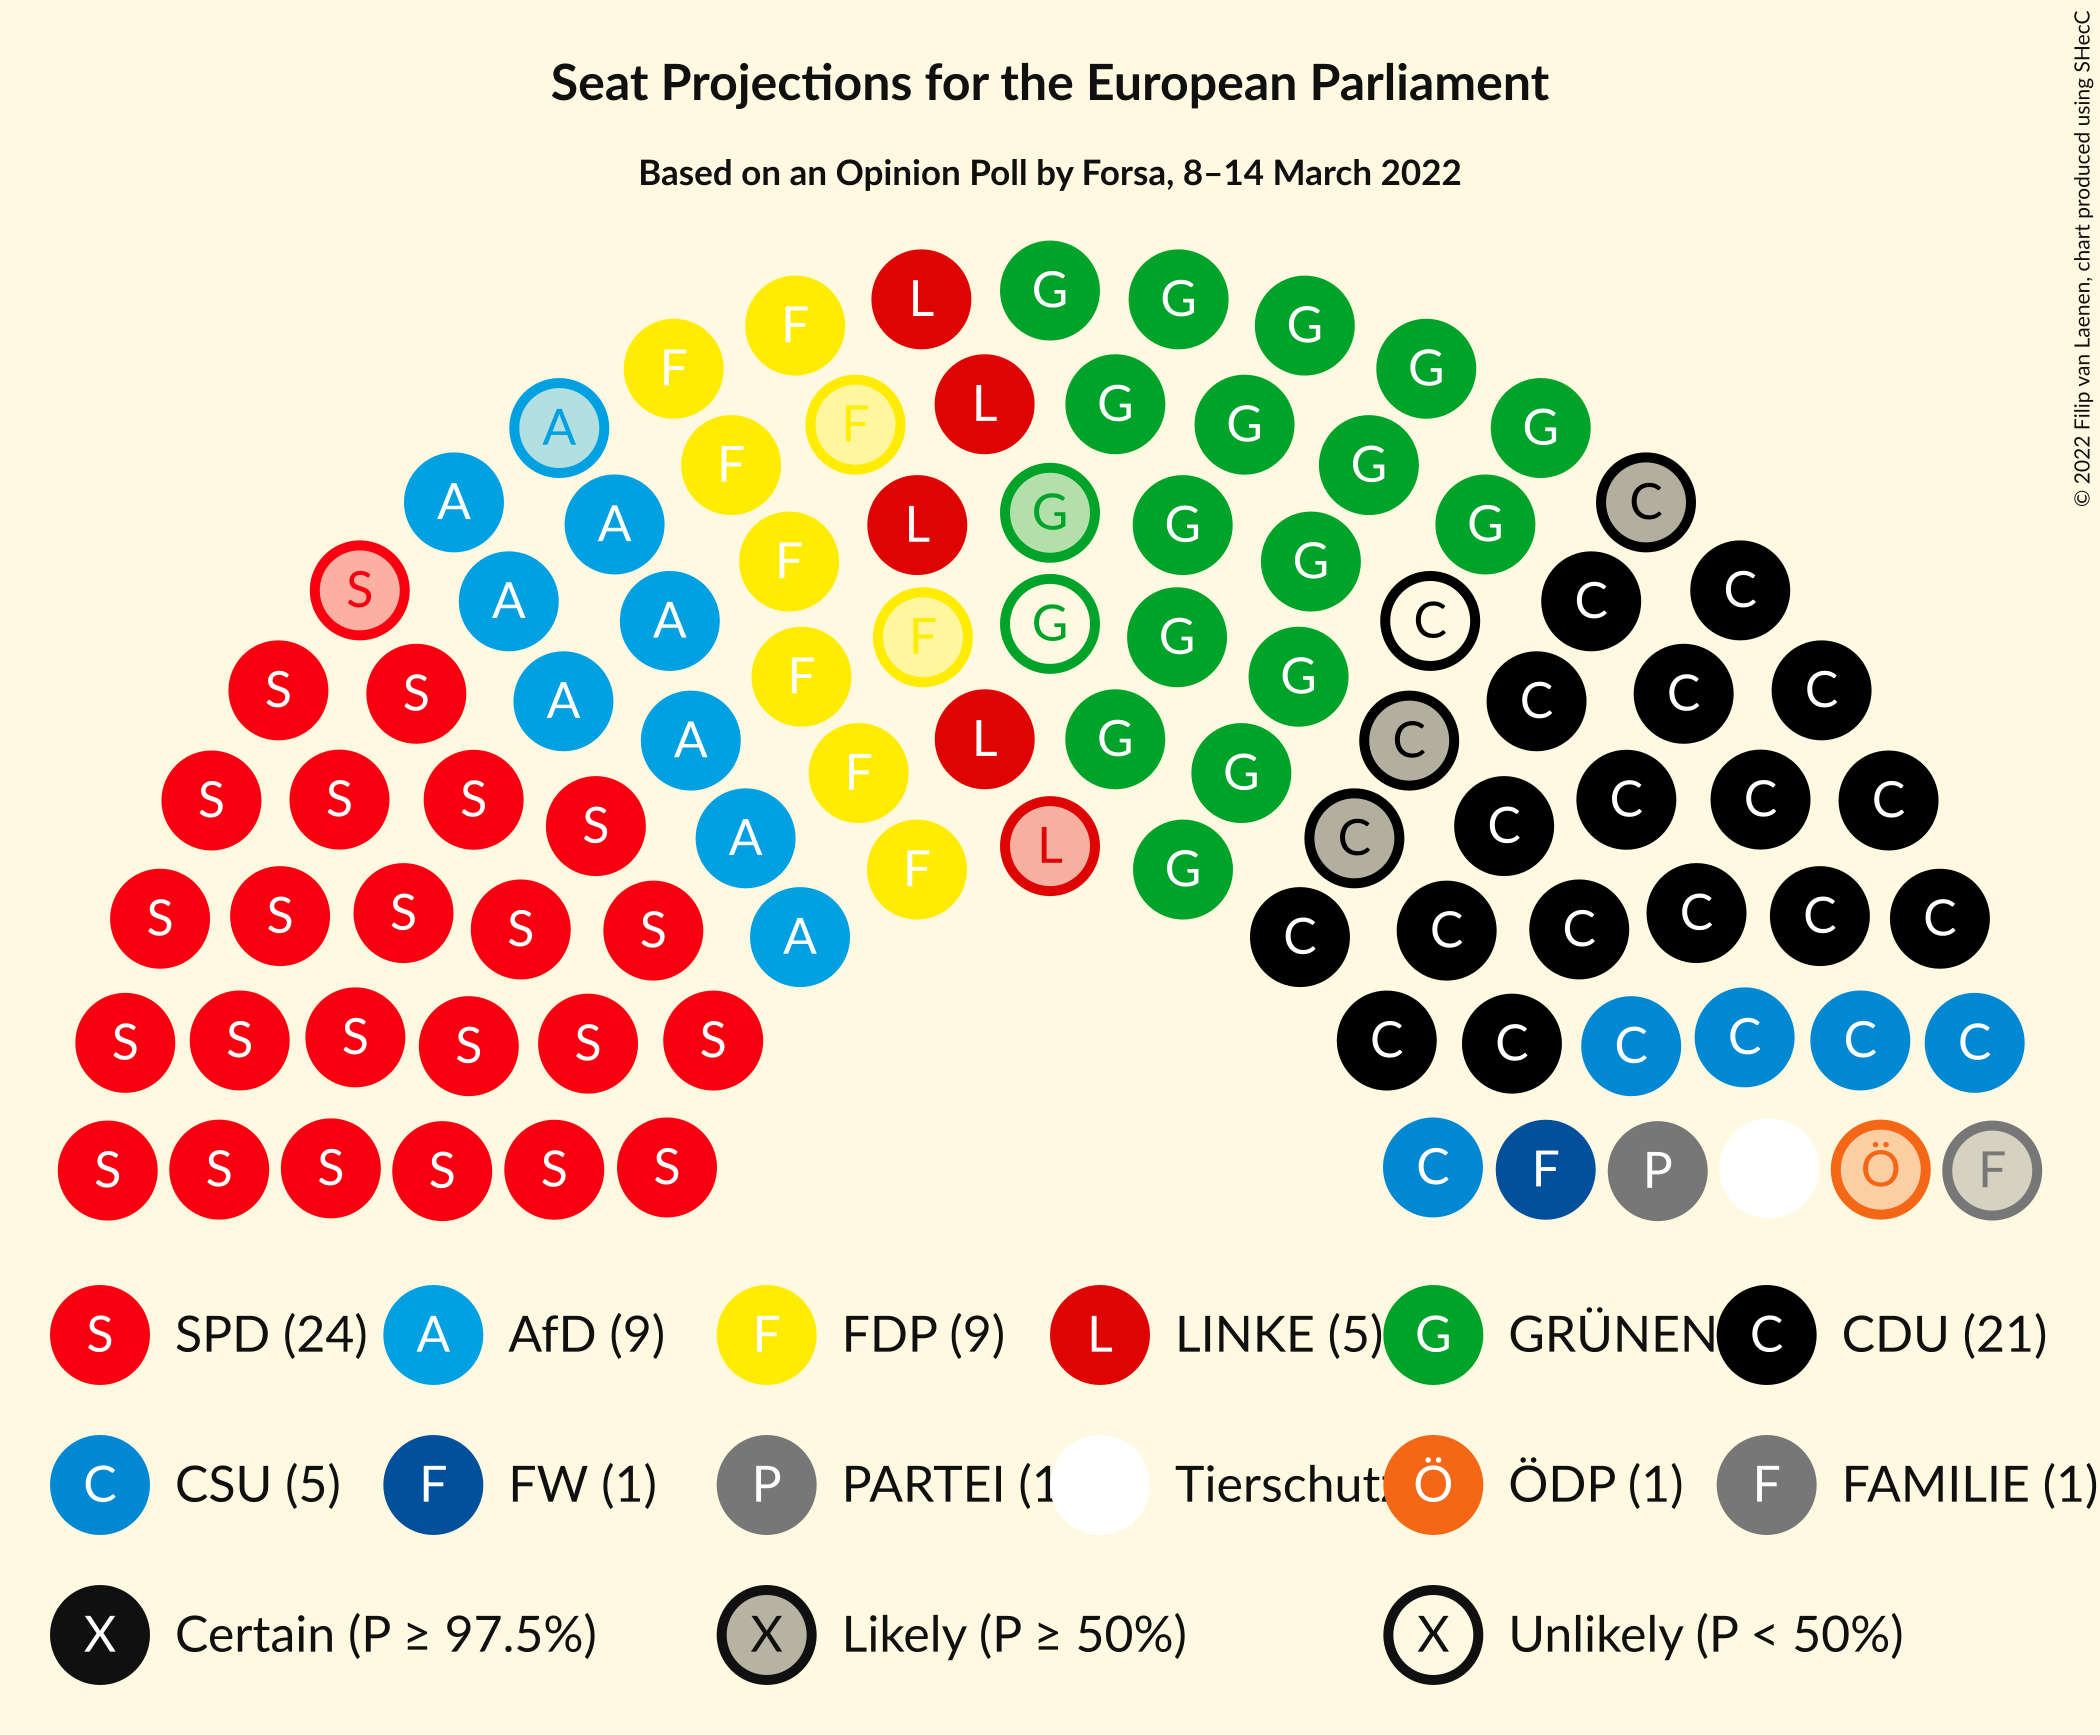 Seat Projections for the European Parliament
Based on an Opinion Poll by Forsa, 8–14 March 2022
© 2022 Filip van Laenen, chart produced using SHecC
L G G G
F F G
A F F L G G G G
A A F F L G G G G C
S A A F F G G G C C C
S S A A F L G G C C C C
S S S S A F L G C C C C C
S S S S S A C C C C C C
S S S S S S C C C C C C
S S S S S S C F P Ö F
S SPD (24) A AfD (9) F FDP (9) L LINKE (5) G GRÜNEN C CDU (21)
C CSU (5) F FW (1) P PARTEI (1 Tierschutz Ö ÖDP (1) F FAMILIE (1)
X Certain (P ≥ 97.5%) X Likely (P ≥ 50%) X Unlikely (P < 50%)